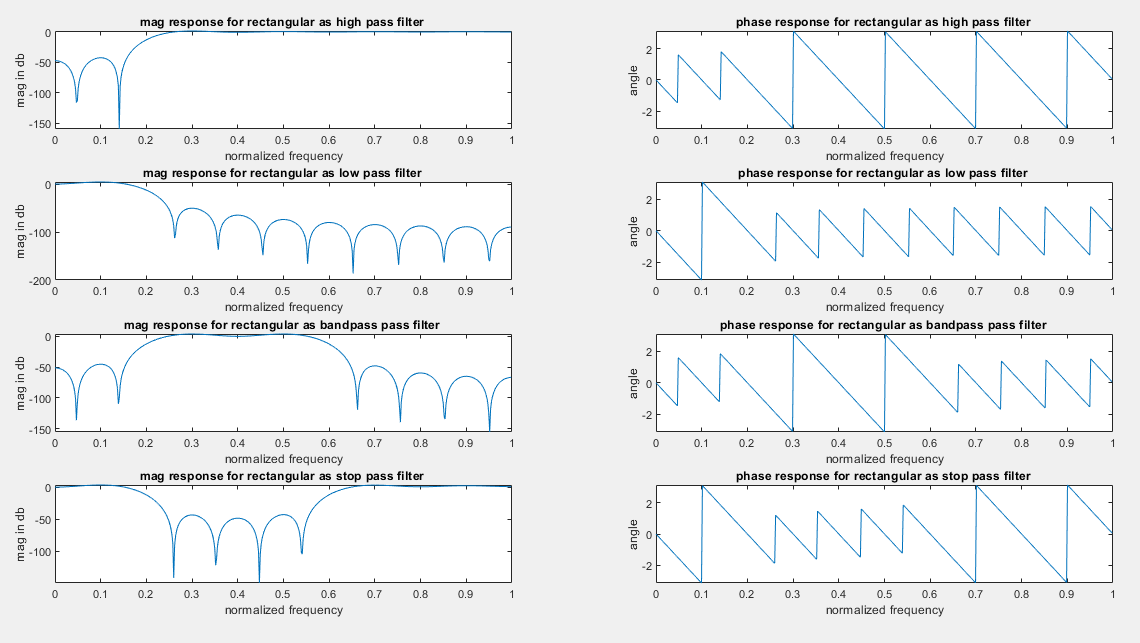 mag response for rectangular as high pass filter
mag in db
0
-50
-100
-150
0 0.1 0.2 0.3 0.4 0.5 0.6 0.7 0.8 0.9 1
normalized frequency
phase response for rectangular as high pass filter
angle
2
0
-2
0 0.1 0.2 0.3 0.4 0.5 0.6 0.7 0.8 0.9 1
normalized frequency
mag response for rectangular as low pass filter
mag in db
0
-100
-200
0 0.1 0.2 0.3 0.4 0.5 0.6 0.7 0.8 0.9 1
normalized frequency
phase response for rectangular as low pass filter
angle
2
0
-2
0 0.1 0.2 0.3 0.4 0.5 0.6 0.7 0.8 0.9 1
normalized frequency
mag response for rectangular as bandpass pass filter
mag in db
0
-50
-100
-150
0 0.1 0.2 0.3 0.4 0.5 0.6 0.7 0.8 0.9 1
normalized frequency
phase response for rectangular as bandpass pass filter
angle
2
0
-2
0 0.1 0.2 0.3 0.4 0.5 0.6 0.7 0.8 0.9 1
normalized frequency
mag response for rectangular as stop pass filter
mag in db
0
-50
-100
0 0.1 0.2 0.3 0.4 0.5 0.6 0.7 0.8 0.9 1
normalized frequency
phase response for rectangular as stop pass filter
angle
2
0
-2
0 0.1 0.2 0.3 0.4 0.5 0.6 0.7 0.8 0.9 1
normalized frequency